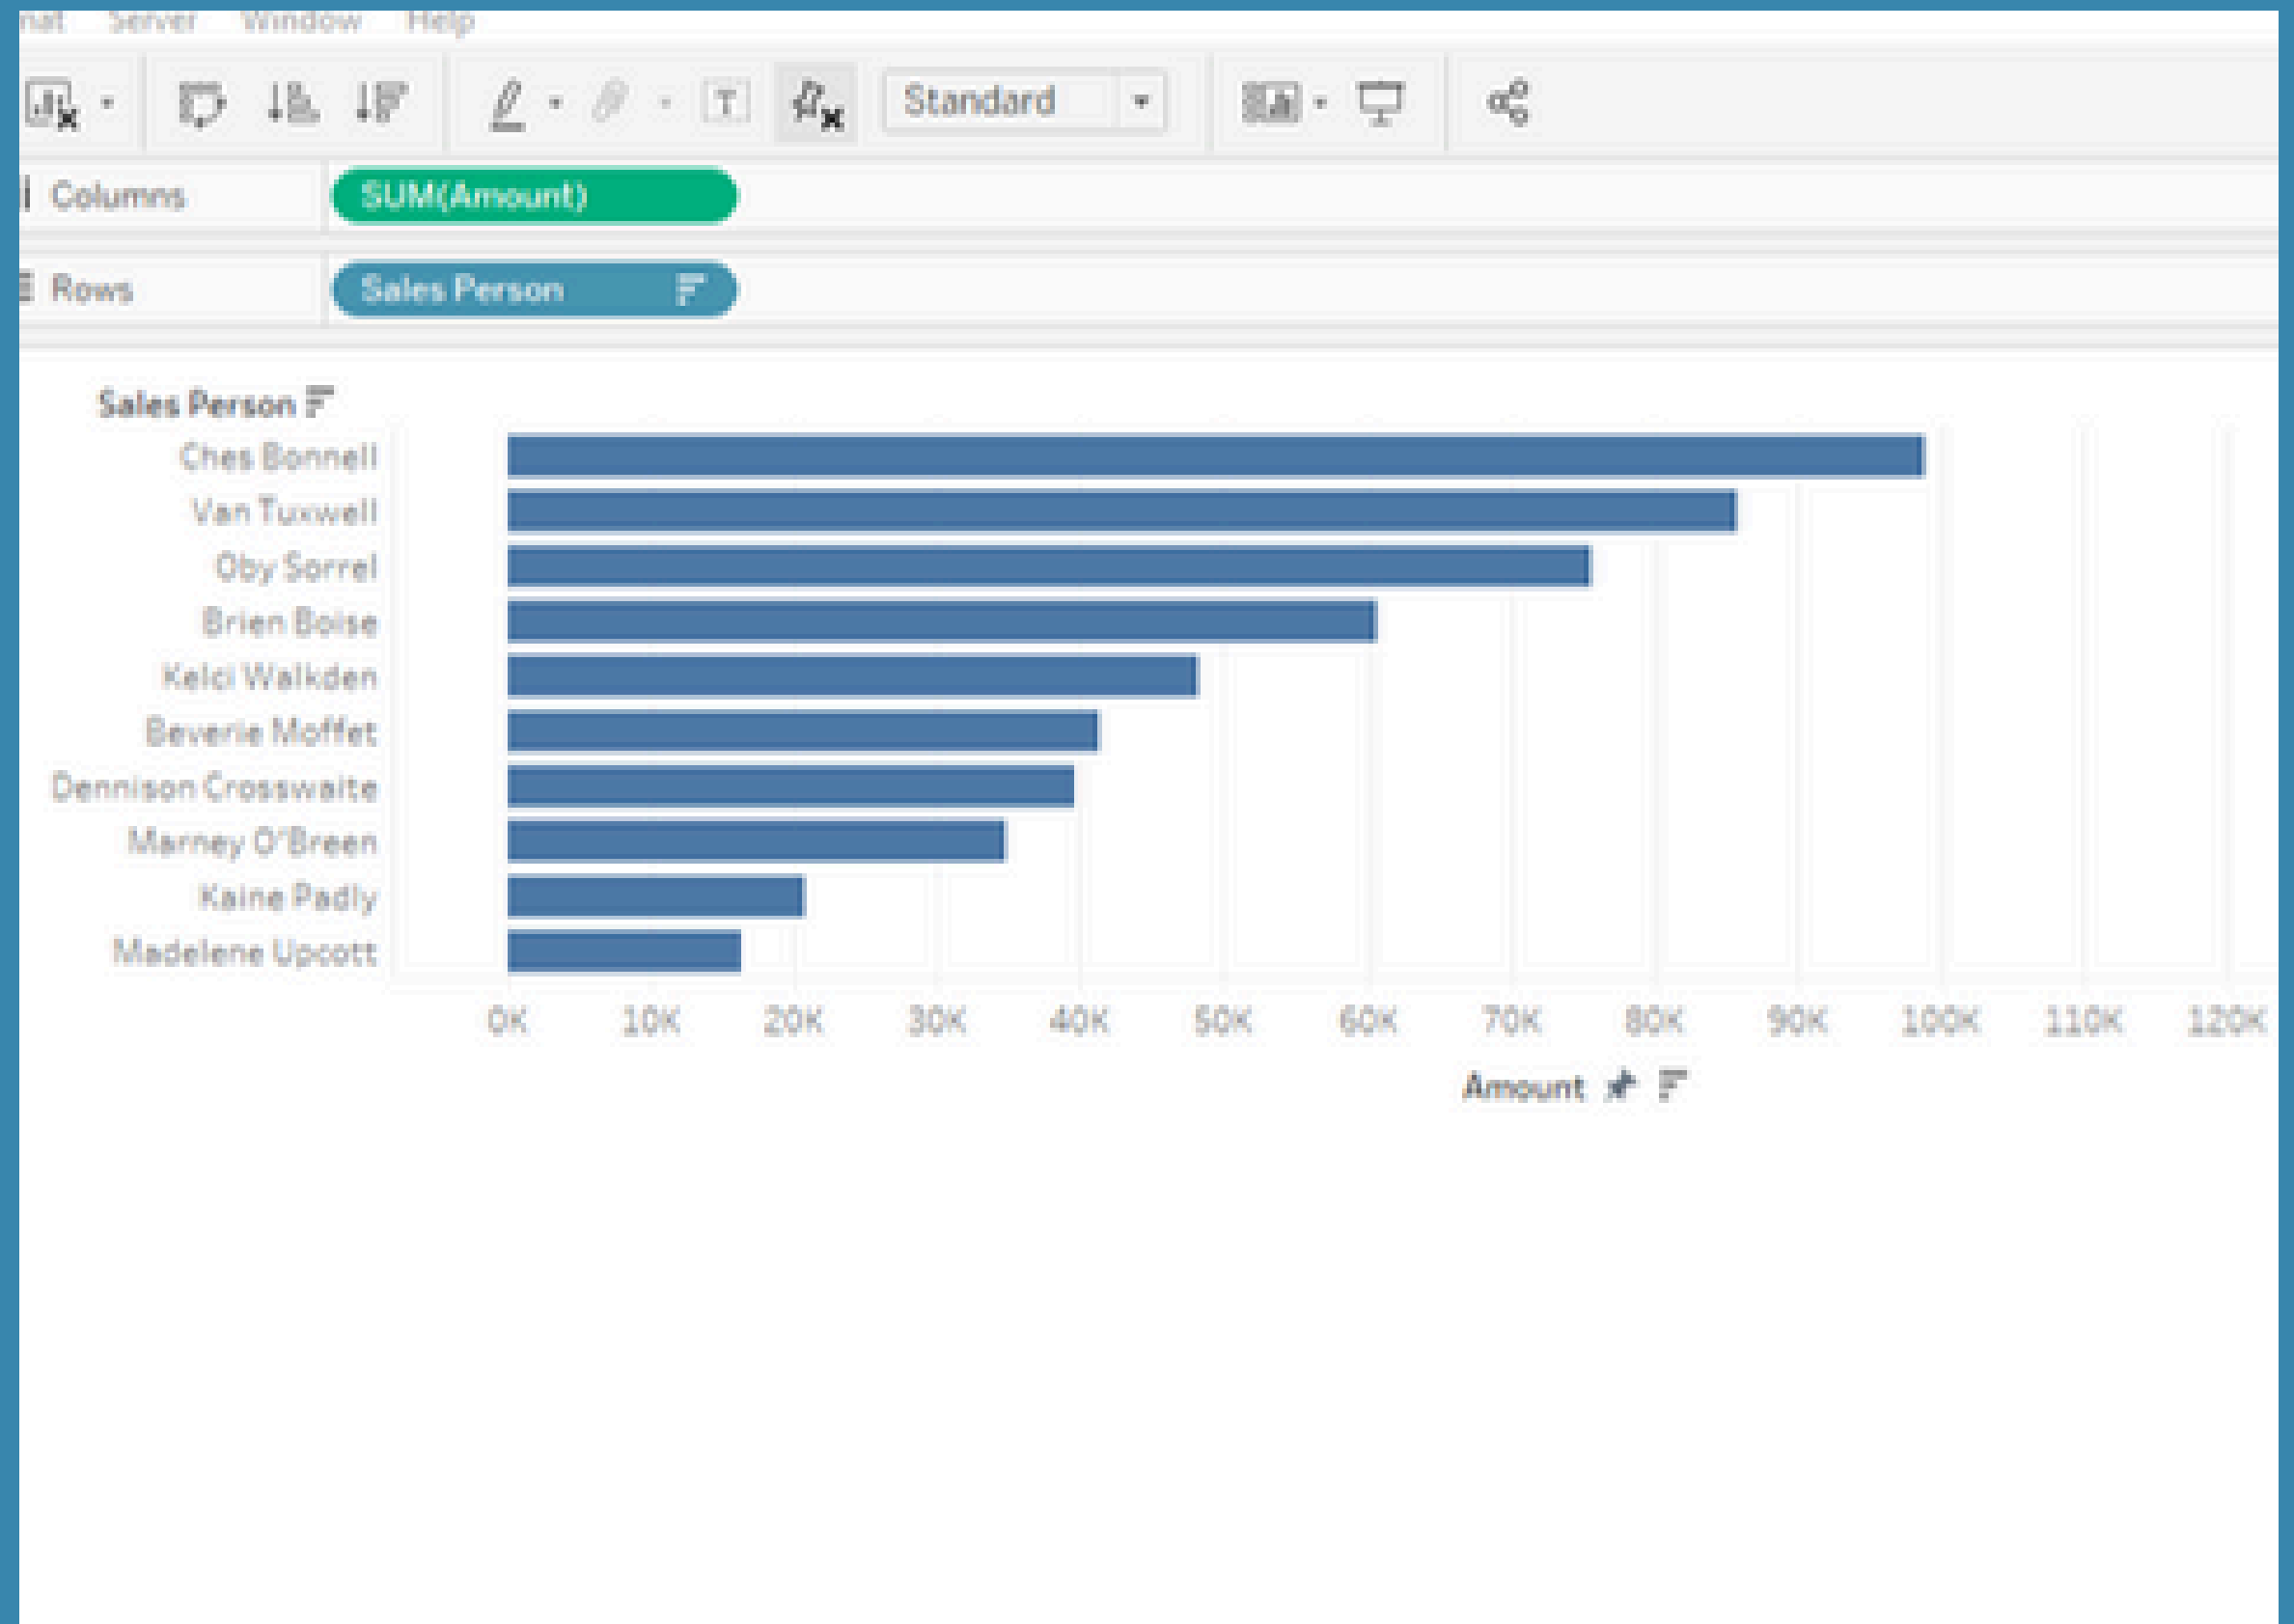 nat Server Window Help
Standard
Columns SUM(Amount)
Rows Sales Person
Sales Person
Ches Bonnell
Van Tuxwell
Oby Sorrel
Brien Boise
Kelci Walkden
Beverie Moffet
Dennison Crosswaite
Marney O'Breen
Kaine Padly
Madelene Upcott
0K 10K 20K 30K 40K 50K 60K 70K 80K 90K 100K 110K 120K
Amount